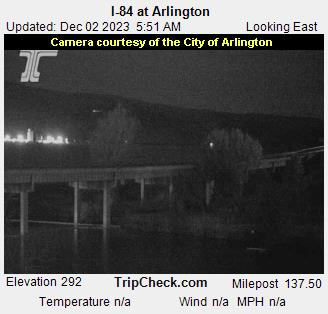 I-84 at Arlington
Updated: Dec 02 2023 5:51 AM Looking East
Camera courtesy of the City of Arlington
Elevation 292 TripCheck.com Milepost 137.50
Temperature n/a Wind n/a MPH n/a